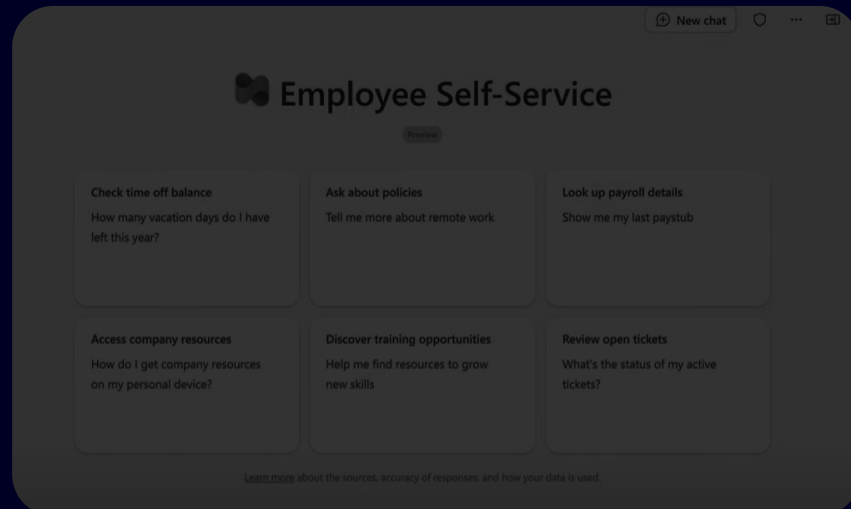 New chat
Employee Self-Service
Preview
Check time off balance
How many vacation days do I have
left this year?
Ask about policies
Tell me more about remote work
Look up payroll details
Show me my last paystub
Access company resources
How do I get company resources
on my personal device?
Discover training opportunities
Help me find resources to grow
new skills
Review open tickets
What's the status of my active
tickets?
Learn more about the sources, accuracy of responses, and how your data is used.